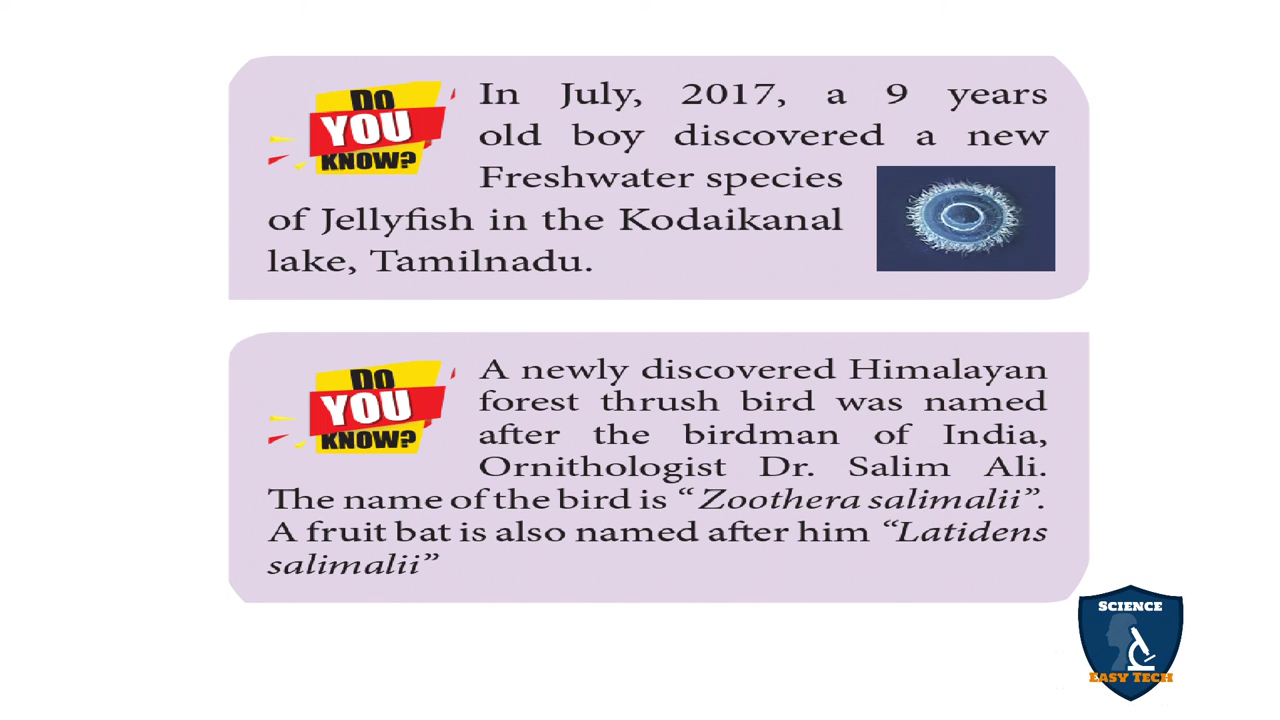 DO
YOU
KNOW?
In July, 2017, a 9 years
old boy discovered a new
Freshwater species
of Jellyfish in the Kodaikanal
lake, Tamilnadu.
DO
YOU
KNOW?
A newly discovered Himalayan
forest thrush bird was named
after the birdman of India,
Ornithologist Dr. Salim Ali.
The name of the bird is “ Zoothera salimalii”.
A fruit bat is also named after him “Latidens
salimalii”
SCIENCE
EASY TECH